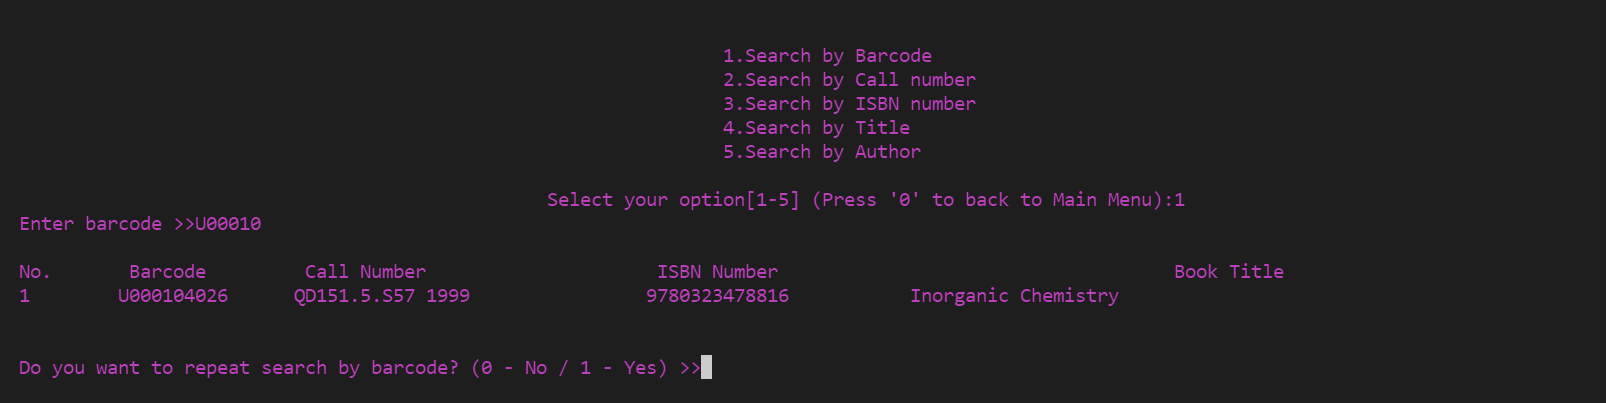 1.Search by Barcode
2.Search by Call number
3.Search by ISBN number
4.Search by Title
5.Search by Author
Select your option[1-5] (Press '0' to back to Main Menu):1
Enter barcode >>U00010
No. Barcode Call Number ISBN Number Book Title
1 U000104026 QD151.5.S57 1999 9780323478816 Inorganic Chemistry
Do you want to repeat search by barcode? (0 - No / 1 - Yes) >>